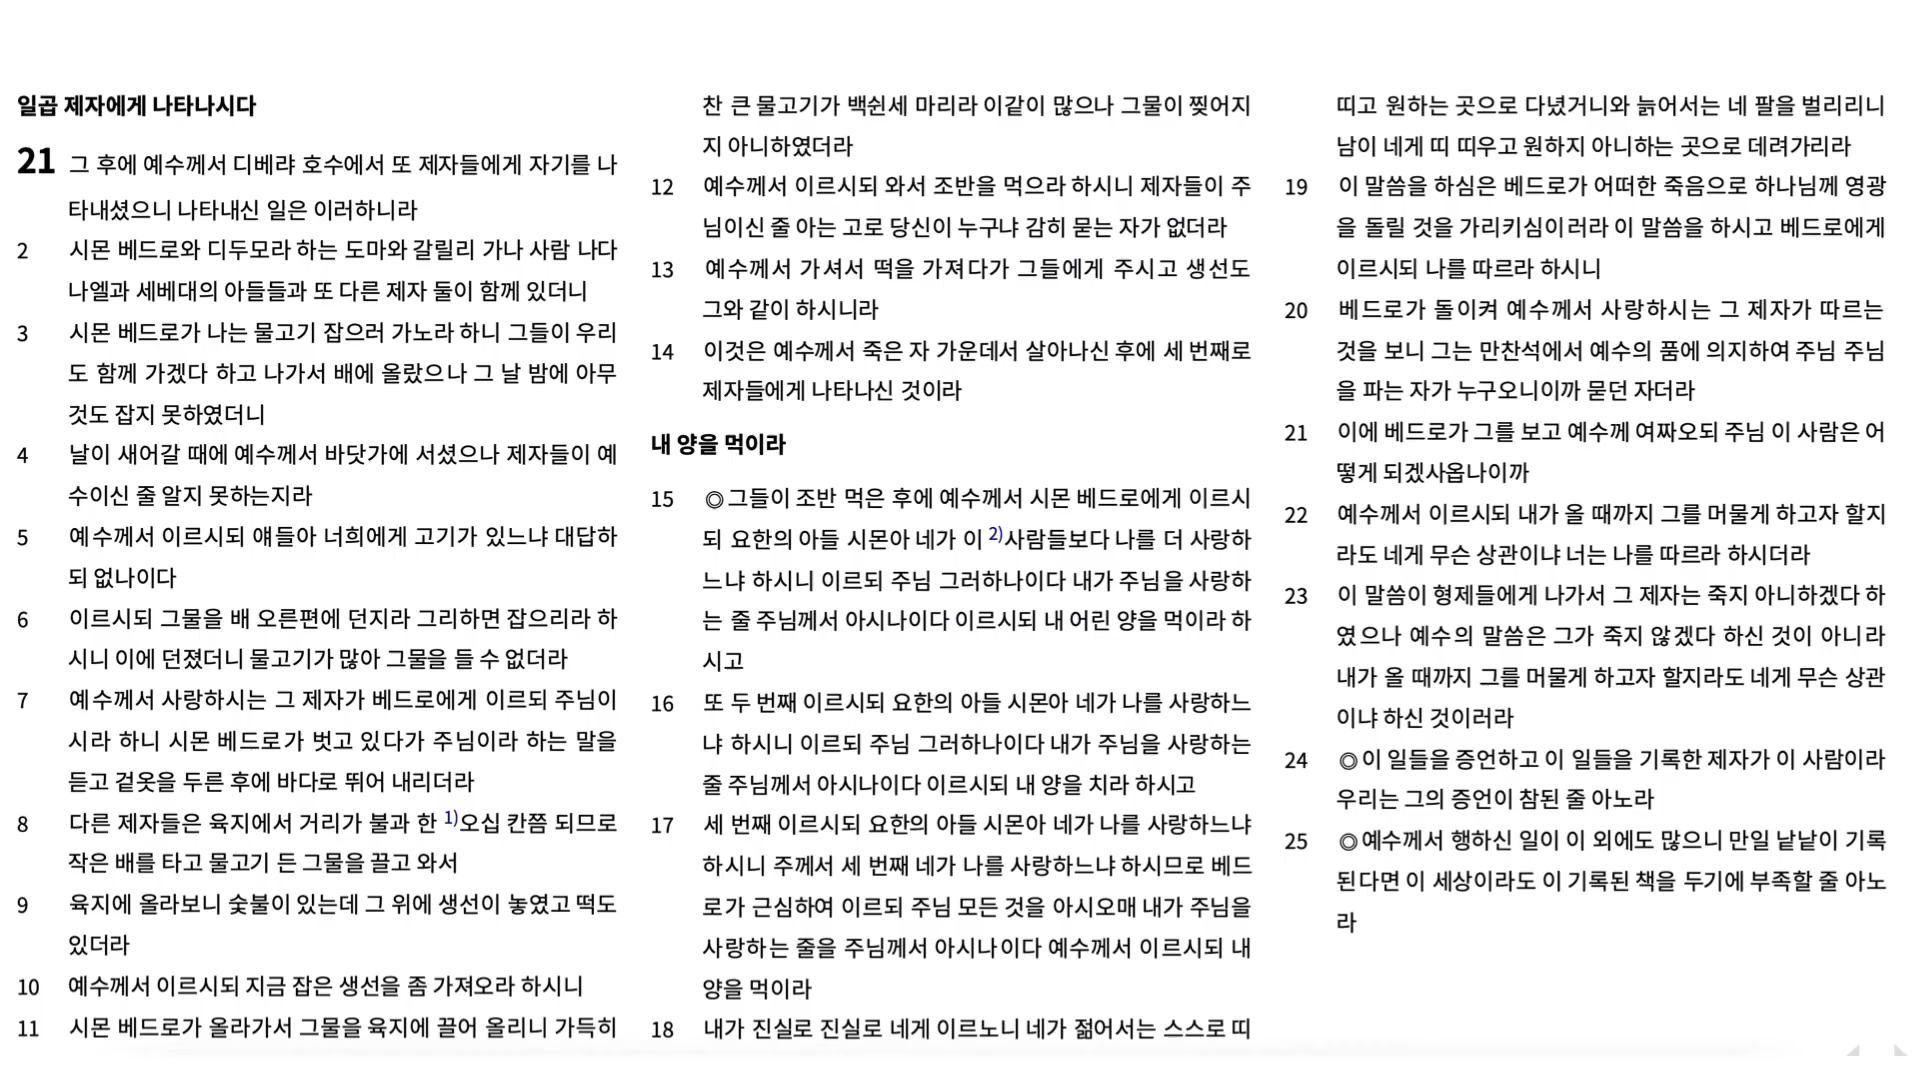 일곱 제자에게 나타나시다
21 그 후에 예수께서 디베랴 호수에서 또 제자들에게 자기를 나
타내셨으니 나타내신 일은 이러하니라
2 시몬 베드로와 디두모라 하는 도마와 갈릴리 가나 사람 나다
나엘과 세베대의 아들들과 또 다른 제자 둘이 함께 있더니
3 시몬 베드로가 나는 물고기 잡으러 가노라 하니 그들이 우리
도 함께 가겠다 하고 나가서 배에 올랐으나 그 날 밤에 아무
것도 잡지 못하였더니
4 날이 새어갈 때에 예수께서 바닷가에 서셨으나 제자들이 예
수이신 줄 알지 못하는지라
5 예수께서 이르시되 얘들아 너희에게 고기가 있느냐 대답하
되 없나이다
6 이르시되 그물을 배 오른편에 던지라 그리하면 잡으리라 하
시니 이에 던졌더니 물고기가 많아 그물을 들 수 없더라
7 예수께서 사랑하시는 그 제자가 베드로에게 이르되 주님이
시라 하니 시몬 베드로가 벗고 있다가 주님이라 하는 말을
듣고 겉옷을 두른 후에 바다로 뛰어 내리더라
8 다른 제자들은 육지에서 거리가 불과 한 1)오십 칸쯤 되므로
작은 배를 타고 물고기 든 그물을 끌고 와서
9 육지에 올라보니 숯불이 있는데 그 위에 생선이 놓였고 떡도
있더라
10 예수께서 이르시되 지금 잡은 생선을 좀 가져오라 하시니
11 시몬 베드로가 올라가서 그물을 육지에 끌어 올리니 가득히
찬 큰 물고기가 백쉰세 마리라 이같이 많으나 그물이 찢어지
지 아니하였더라
12 예수께서 이르시되 와서 조반을 먹으라 하시니 제자들이 주
님이신 줄 아는 고로 당신이 누구냐 감히 묻는 자가 없더라
13 예수께서 가셔서 떡을 가져다가 그들에게 주시고 생선도
그와 같이 하시니라
14 이것은 예수께서 죽은 자 가운데서 살아나신 후에 세 번째로
제자들에게 나타나신 것이라
내 양을 먹이라
15 ◎그들이 조반 먹은 후에 예수께서 시몬 베드로에게 이르시
되 요한의 아들 시몬아 네가 이 2)사람들보다 나를 더 사랑하
느냐 하시니 이르되 주님 그러하나이다 내가 주님을 사랑하
는 줄 주님께서 아시나이다 이르시되 내 어린 양을 먹이라 하
시고
16 또 두 번째 이르시되 요한의 아들 시몬아 네가 나를 사랑하느
냐 하시니 이르되 주님 그러하나이다 내가 주님을 사랑하는
줄 주님께서 아시나이다 이르시되 내 양을 치라 하시고
17 세 번째 이르시되 요한의 아들 시몬아 네가 나를 사랑하느냐
하시니 주께서 세 번째 네가 나를 사랑하느냐 하시므로 베드
로가 근심하여 이르되 주님 모든 것을 아시오매 내가 주님을
사랑하는 줄을 주님께서 아시나이다 예수께서 이르시되 내
양을 먹이라
18 내가 진실로 진실로 네게 이르노니 네가 젊어서는 스스로 띠
띠고 원하는 곳으로 다녔거니와 늙어서는 네 팔을 벌리리니
남이 네게 띠 띠우고 원하지 아니하는 곳으로 데려가리라
19 이 말씀을 하심은 베드로가 어떠한 죽음으로 하나님께 영광
을 돌릴 것을 가리키심이러라 이 말씀을 하시고 베드로에게
이르시되 나를 따르라 하시니
20 베드로가 돌이켜 예수께서 사랑하시는 그 제자가 따르는
것을 보니 그는 만찬석에서 예수의 품에 의지하여 주님 주님
을 파는 자가 누구오니이까 묻던 자더라
21 이에 베드로가 그를 보고 예수께 여짜오되 주님 이 사람은 어
떻게 되겠사옵나이까
22 예수께서 이르시되 내가 올 때까지 그를 머물게 하고자 할지
라도 네게 무슨 상관이냐 너는 나를 따르라 하시더라
23 이 말씀이 형제들에게 나가서 그 제자는 죽지 아니하겠다 하
였으나 예수의 말씀은 그가 죽지 않겠다 하신 것이 아니라
내가 올 때까지 그를 머물게 하고자 할지라도 네게 무슨 상관
이냐 하신 것이러라
24 ◎이 일들을 증언하고 이 일들을 기록한 제자가 이 사람이라
우리는 그의 증언이 참된 줄 아노라
25 ◎예수께서 행하신 일이 이 외에도 많으니 만일 낱낱이 기록
된다면 이 세상이라도 이 기록된 책을 두기에 부족할 줄 아노
라